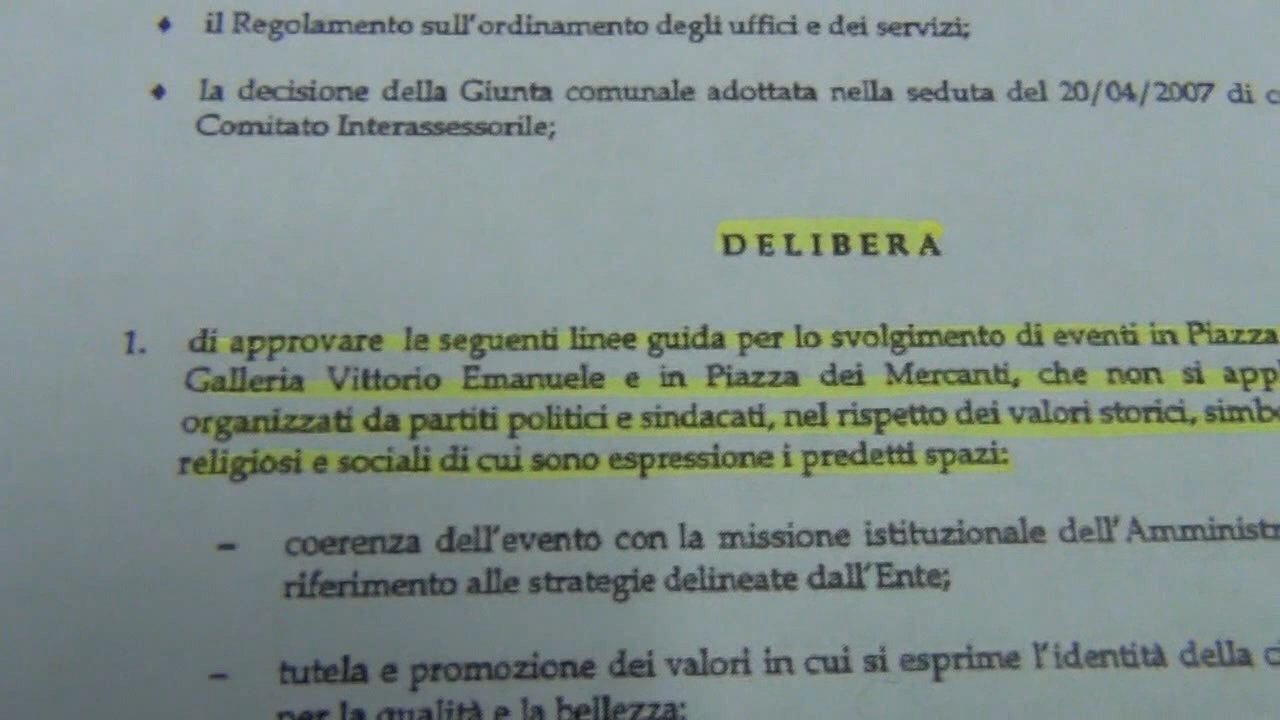 ♦ il Regolamento sull'ordinamento degli uffici e dei servizi;
♦ la decisione della Giunta comunale adottata nella seduta del 20/04/2007 di
Comitato Interassessorile;
DELIBERA
1. di approvare le seguenti linee guida per lo svolgimento di eventi in Piazza
Galleria Vittorio Emanuele e in Piazza dei Mercanti, che non si
organizzati da partiti politici e sindacati, nel rispetto dei valori storici,
religiosi e sociali di cui sono espressione i predetti spazi:
– coerenza dell'evento con la missione istituzionale
riferimento alle strategie delineate dall'Ente;
– tutela e promozione dei valori in cui si esprime l'identità della
per la qualità e la bellezza;